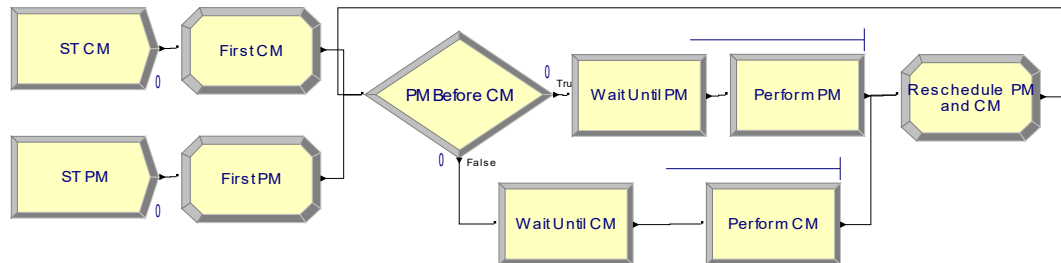 ST CM
0
First CM
PM Before CM
0
True
0
False
Wait Until PM
Perform PM
Reschedule PM
and CM
ST PM
0
First PM
Wait Until CM
Perform CM